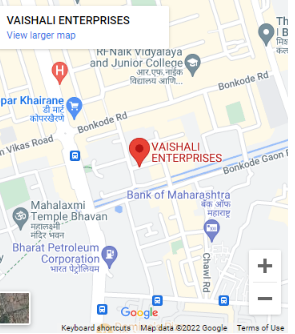 VAISHALI ENTERPRISES
View larger map
RF Naik Vidyalaya
and Junior College
आर.एफ.नाईक
विद्यालय आणि...
Bonkode Rd
par Khairane
डी मार्ट
कोपरखैरणे
Bonkode Rd
n Vikas Road
VAISHALI
ENTERPRISES
Bonkode Gaon
Bank of Maharashtra
बँक ऑफ
महाराष्ट्र
Mahalaxmi
Temple Bhavan
महालक्ष्मी
मंदिर भवन
Bharat Petroleum
Corporation
भारत पेट्रोलियम
Chawl Rd
Google
Keyboard shortcuts
Map data ©2022 Google
Terms of Use